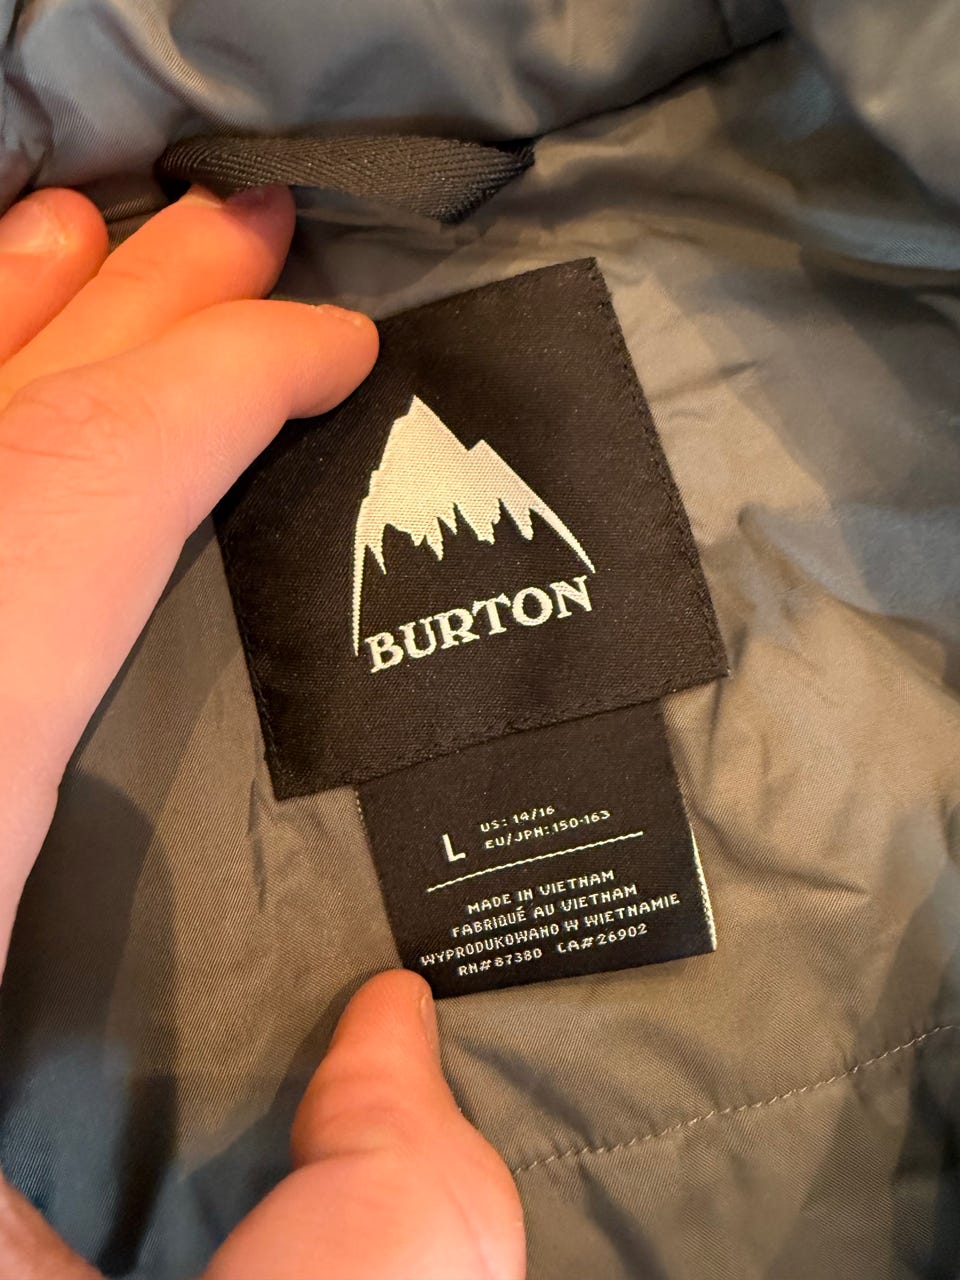 BURTON
L
US: 14/16
EU/JPN: 150-163
MADE IN VIETNAM
FABRIQUÉ AU VIETNAM
WYPRODUKOWANO W WIETNAMIE
RN#87380 CA#26902